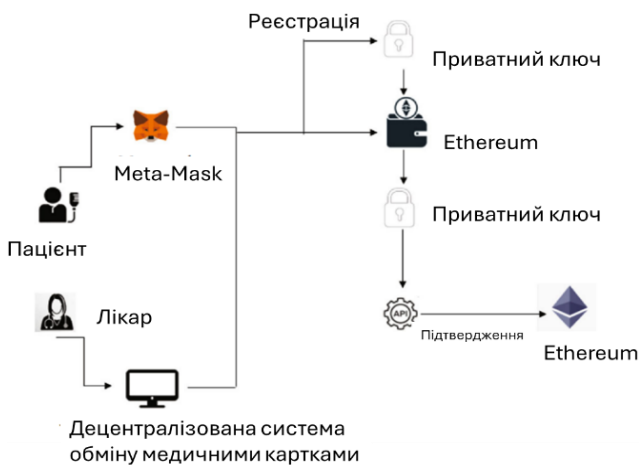 Реєстрація
Приватний ключ
Ethereum
Meta-Mask
Приватний ключ
Пацієнт
Лікар
API
Підтвердження
Ethereum
Децентралізована система
обміну медичними картками